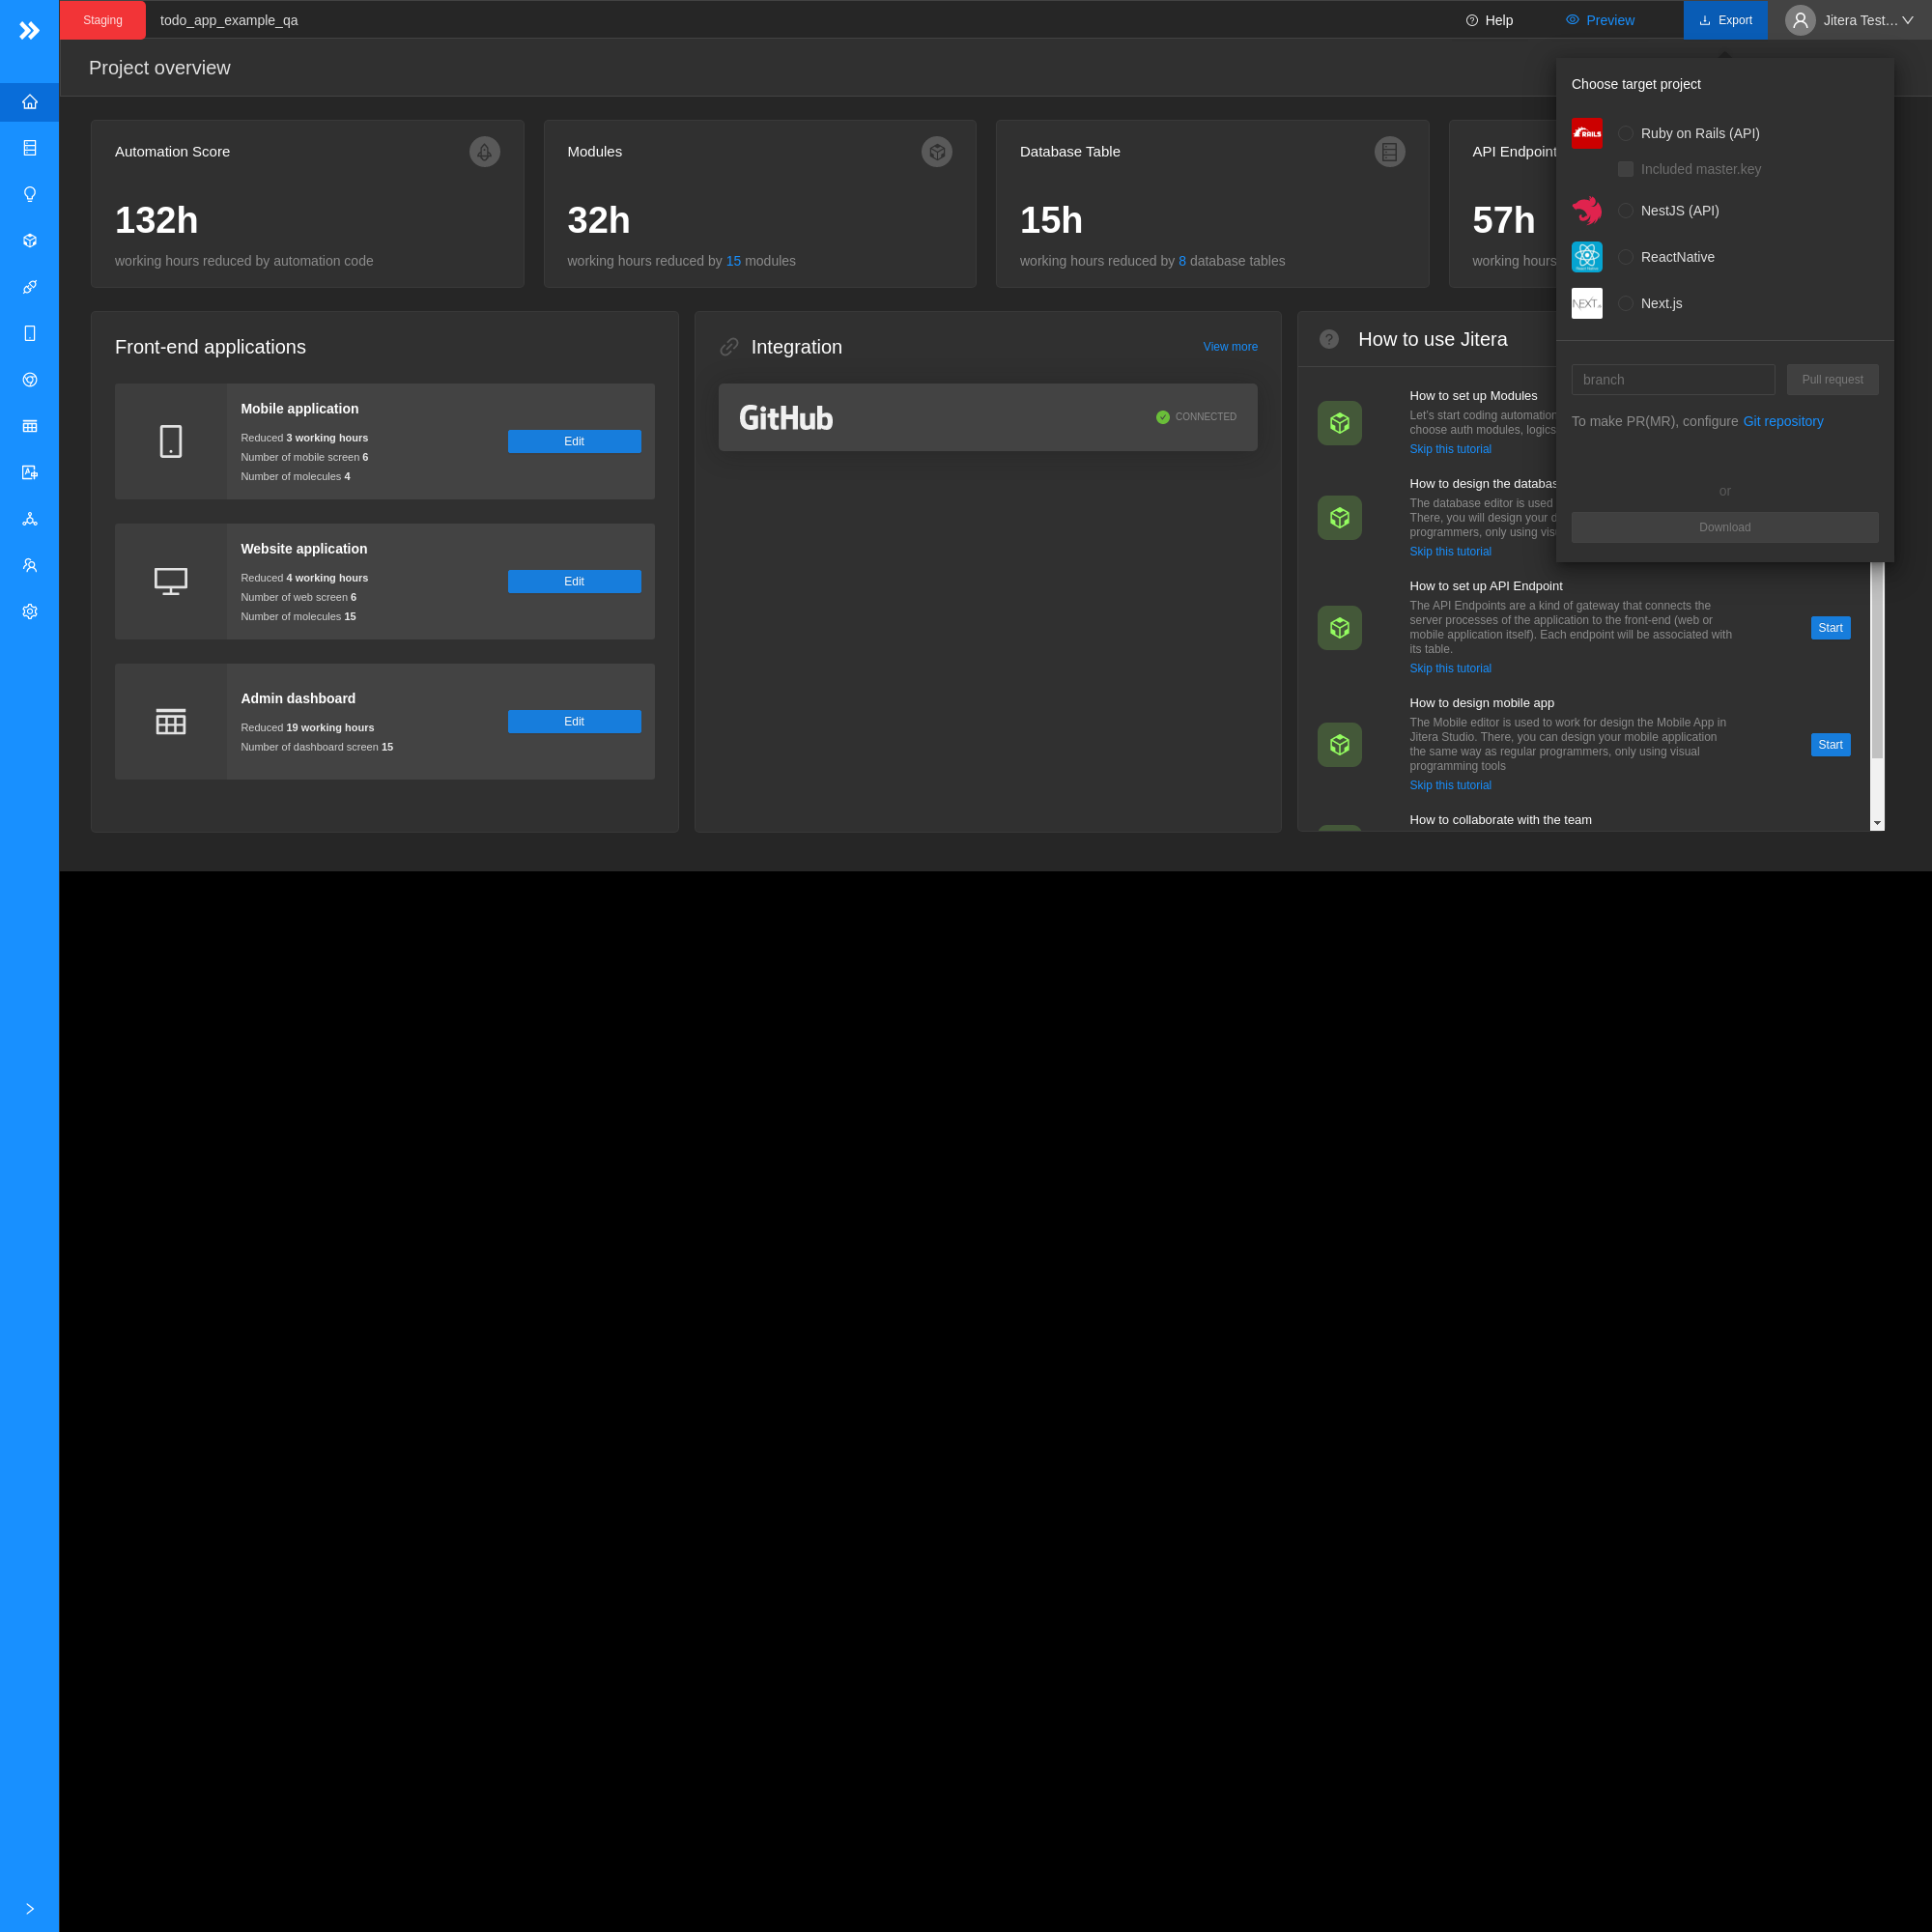 Staging
todo_app_example_qa
Help
Preview
Export
Jitera Test…
Project overview
Choose target project
RAILS
Ruby on Rails (API)
Included master.key
NestJS (API)
ReactNative
NEXT
Next.js
branch
Pull request
To make PR(MR), configure Git repository
or
Download
Automation Score
132h
working hours reduced by automation code
Modules
32h
working hours reduced by 15 modules
Database Table
15h
working hours reduced by 8 database tables
API Endpoint
57h
working hours
Front-end applications
Mobile application
Reduced 3 working hours
Number of mobile screen 6
Number of molecules 4
Edit
Website application
Reduced 4 working hours
Number of web screen 6
Number of molecules 15
Edit
Admin dashboard
Reduced 19 working hours
Number of dashboard screen 15
Edit
Integration
View more
GitHub
CONNECTED
How to use Jitera
How to set up Modules
Let's start coding automation
choose auth modules, logics
Skip this tutorial
How to design the databas
The database editor is used
There, you will design your d
programmers, only using vis
Skip this tutorial
How to set up API Endpoint
The API Endpoints are a kind of gateway that connects the
server processes of the application to the front-end (web or
mobile application itself). Each endpoint will be associated with
its table.
Skip this tutorial
Start
How to design mobile app
The Mobile editor is used to work for design the Mobile App in
Jitera Studio. There, you can design your mobile application
the same way as regular programmers, only using visual
programming tools
Skip this tutorial
Start
How to collaborate with the team